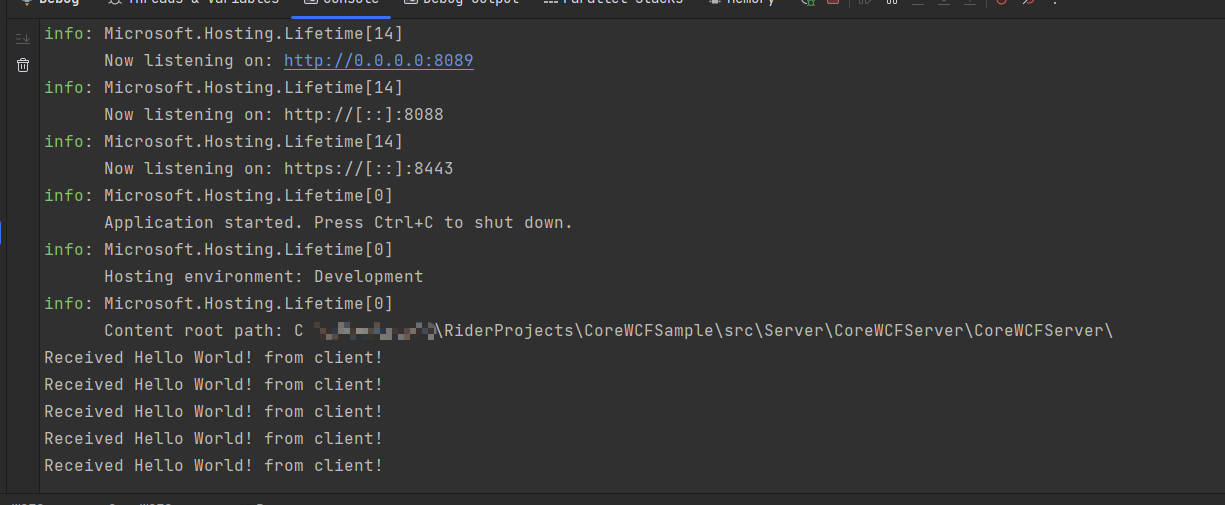 Debug Threads & Variables Console Debug Output Parallel Stacks Memory
info: Microsoft.Hosting.Lifetime[14]
Now listening on: http://0.0.0.0:8089
info: Microsoft.Hosting.Lifetime[14]
Now listening on: http://[::]:8088
info: Microsoft.Hosting.Lifetime[14]
Now listening on: https://[::]:8443
info: Microsoft.Hosting.Lifetime[0]
Application started. Press Ctrl+C to shut down.
info: Microsoft.Hosting.Lifetime[0]
Hosting environment: Development
info: Microsoft.Hosting.Lifetime[0]
Content root path: C \RiderProjects\CoreWCFSample\src\Server\CoreWCFServer\CoreWCFServer\
Received Hello World! from client!
Received Hello World! from client!
Received Hello World! from client!
Received Hello World! from client!
Received Hello World! from client!